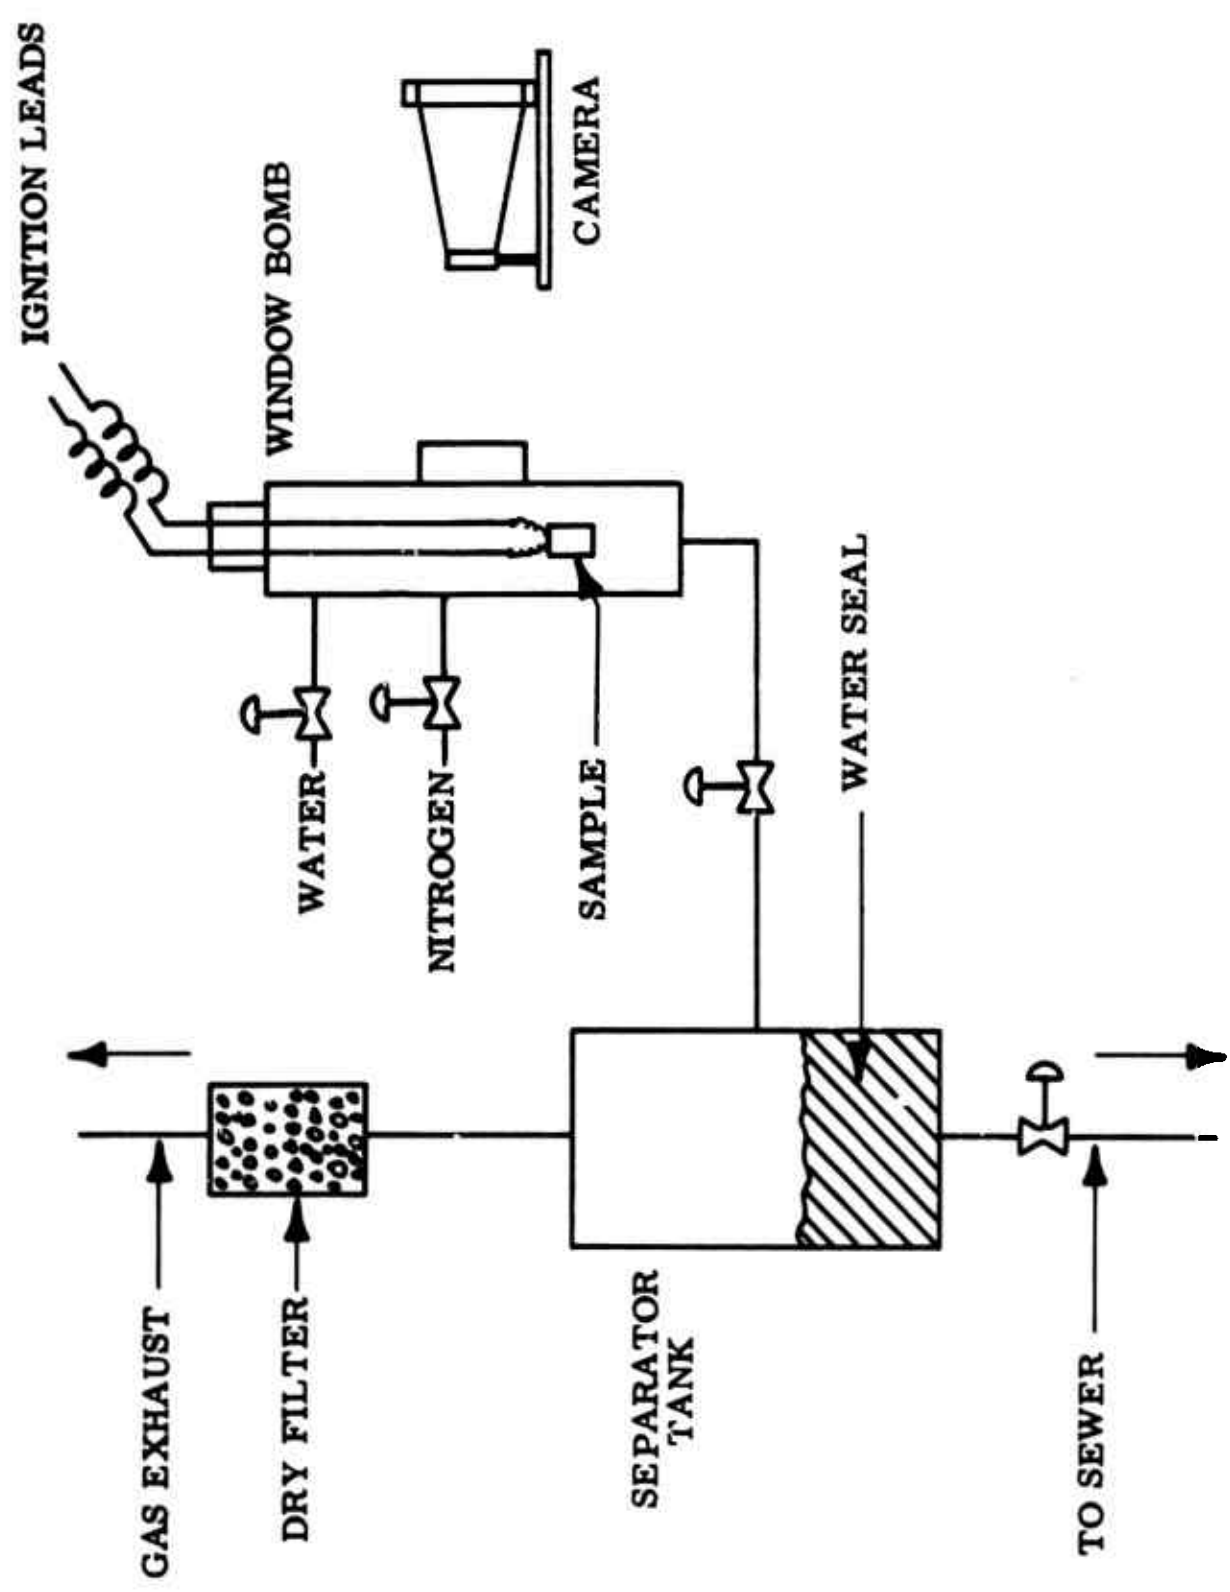 IGNITION LEADS
WINDOW BOMB
CAMERA
WATER
NITROGEN
SAMPLE
WATER SEAL
GAS EXHAUST
DRY FILTER
SEPARATOR
TANK
TO SEWER